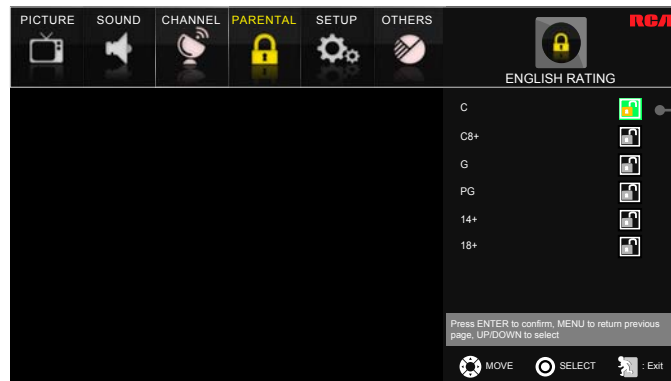 PICTURE SOUND CHANNEL PARENTAL SETUP OTHERS
RCA
ENGLISH RATING
C
C8+
G
PG
14+
18+
Press ENTER to confirm, MENU to return previous
page, UP/DOWN to select
MOVE SELECT : Exit